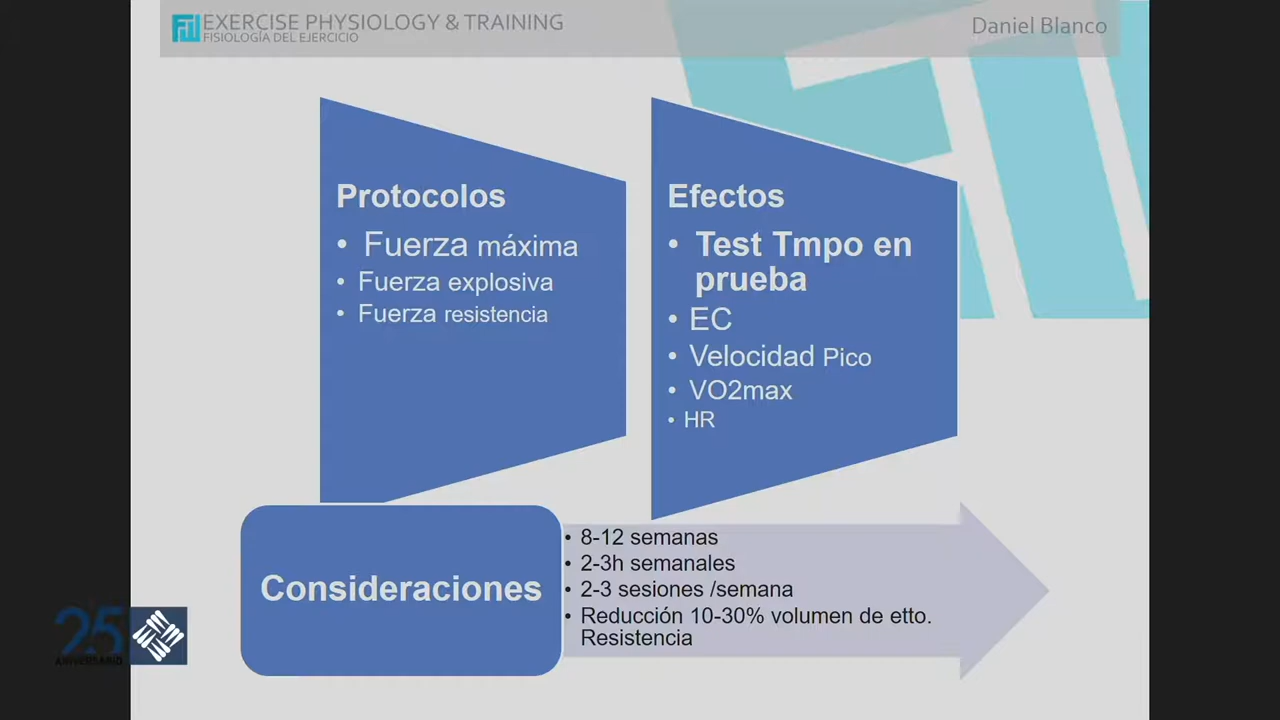 EXERCISE PHYSIOLOGY & TRAINING
FISIOLOGÍA DEL EJERCICIO
Daniel Blanco
Protocolos
• Fuerza máxima
• Fuerza explosiva
• Fuerza resistencia
Efectos
• Test Tmpo en
prueba
• EC
• Velocidad Pico
• VO2max
• HR
Consideraciones
• 8-12 semanas
• 2-3h semanales
• 2-3 sesiones /semana
• Reducción 10-30% volumen de etto.
Resistencia
25
ANIVERSARIO